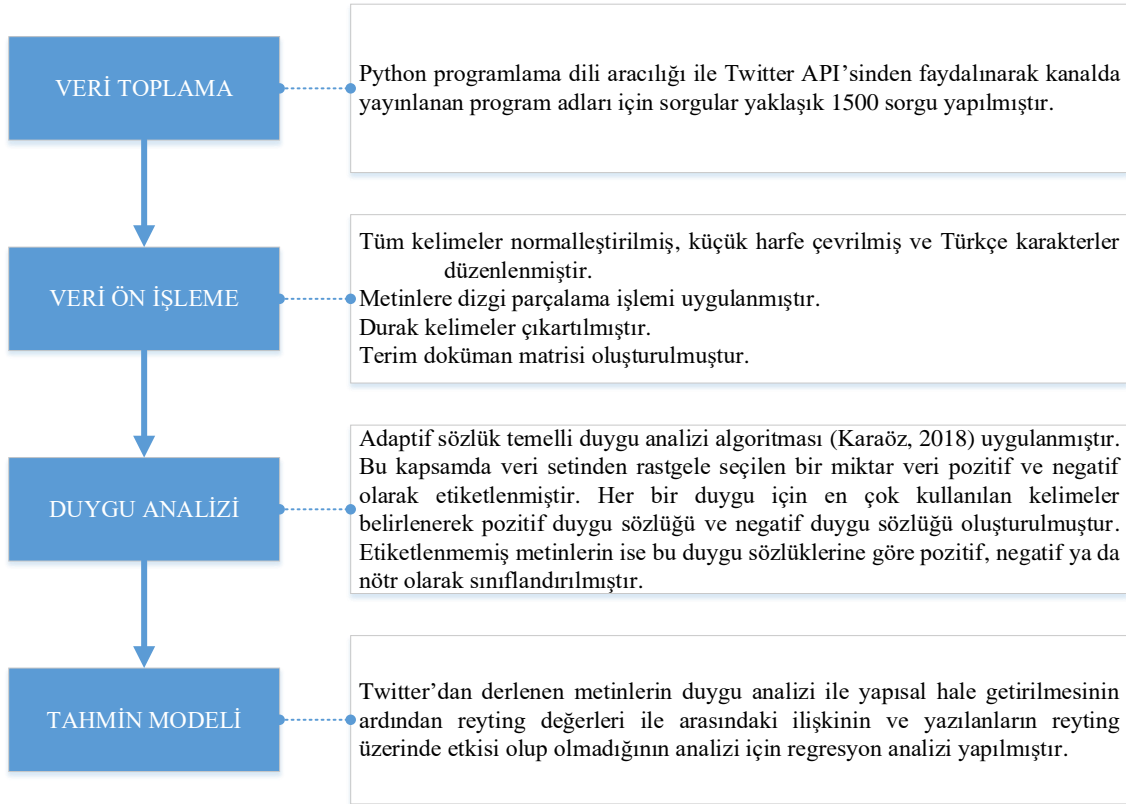 VERİ TOPLAMA
Python programlama dili aracılığı ile Twitter API’sinden faydalınarak kanalda
yayınlanan program adları için sorgular yaklaşık 1500 sorgu yapılmıştır.
VERİ ÖN İŞLEME
Tüm kelimeler normalleştirilmiş, küçük harfe çevrilmiş ve Türkçe karakterler
düzenlenmiştir.
Metinlere dizgi parçalama işlemi uygulanmıştır.
Durak kelimeler çıkartılmıştır.
Terim doküman matrisi oluşturulmuştur.
DUYGU ANALİZİ
Adaptif sözlük temelli duygu analizi algoritması (Karaöz, 2018) uygulanmıştır.
Bu kapsamda veri setinden rastgele seçilen bir miktar veri pozitif ve negatif
olarak etiketlenmiştir. Her bir duygu için en çok kullanılan kelimeler
belirlenerek pozitif duygu sözlüğü ve negatif duygu sözlüğü oluşturulmuştur.
Etiketlenmemiş metinlerin ise bu duygu sözlüklerine göre pozitif, negatif ya da
nötr olarak sınıflandırılmıştır.
TAHMİN MODELİ
Twitter’dan derlenen metinlerin duygu analizi ile yapısal hale getirilmesinin
ardından reyting değerleri ile arasındaki ilişkinin ve yazılanların reyting
üzerinde etkisi olup olmadığının analizi için regresyon analizi yapılmıştır.